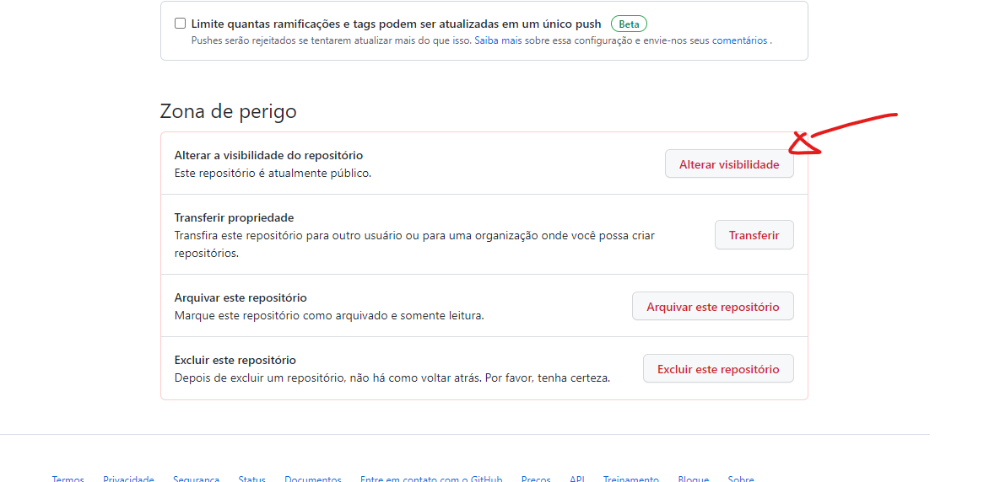 Limite quantas ramificações e tags podem ser atualizadas em um único push Beta
Pushes serão rejeitados se tentarem atualizar mais do que isso. Saiba mais sobre essa configuração e envie-nos seus comentários .
Zona de perigo
Alterar a visibilidade do repositório
Este repositório é atualmente público.
Alterar visibilidade
Transferir propriedade
Transfira este repositório para outro usuário ou para uma organização onde você possa criar
repositórios.
Transferir
Arquivar este repositório
Marque este repositório como arquivado e somente leitura.
Arquivar este repositório
Excluir este repositório
Depois de excluir um repositório, não há como voltar atrás. Por favor, tenha certeza.
Excluir este repositório
Termos Privacidade Segurança Status Documentos Entre em contato com o GitHub Preços API Treinamento Blogue Sobre